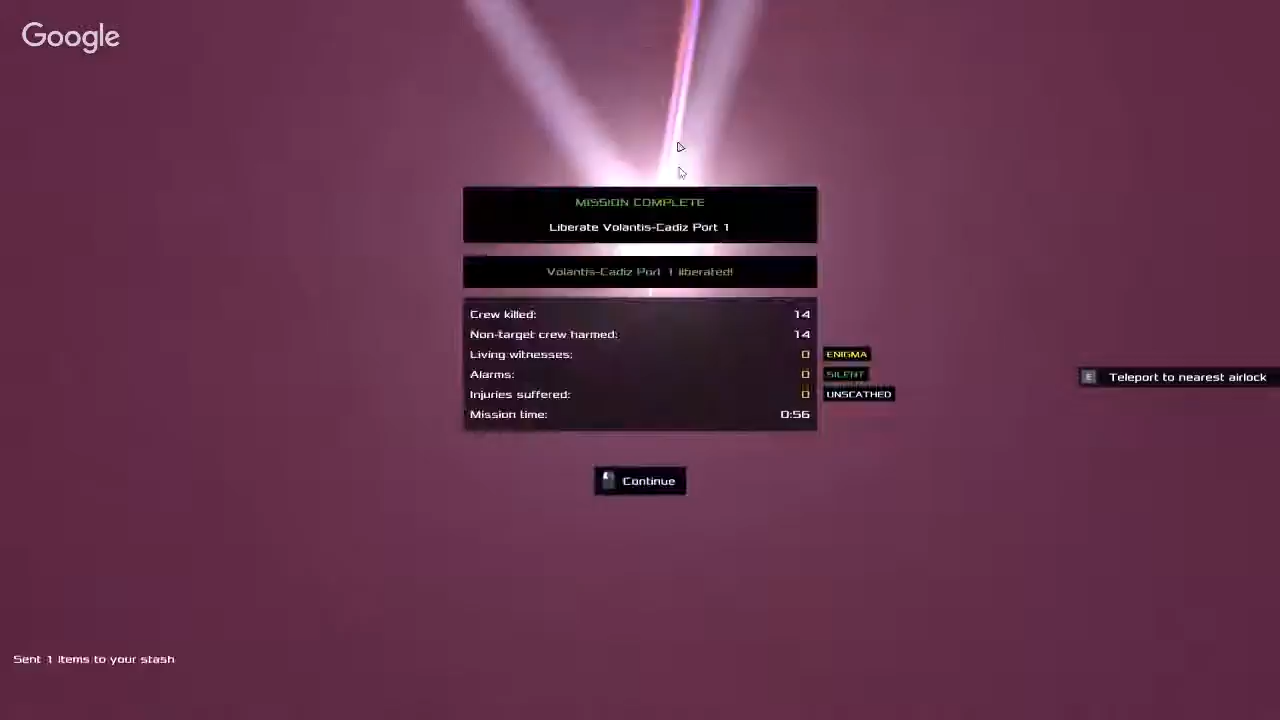 Google
MISSION COMPLETE
Liberate Volantis-Cadiz Port 1
Volantis-Cadiz Port 1 liberated!
Crew killed: 14
Non-target crew harmed: 14
Living witnesses: 0 ENIGMA
Alarms: 0 SILENT
Injuries suffered: 0 UNSCATHED
Mission time: 0:56
E Teleport to nearest airlock
Continue
Sent 1 items to your stash